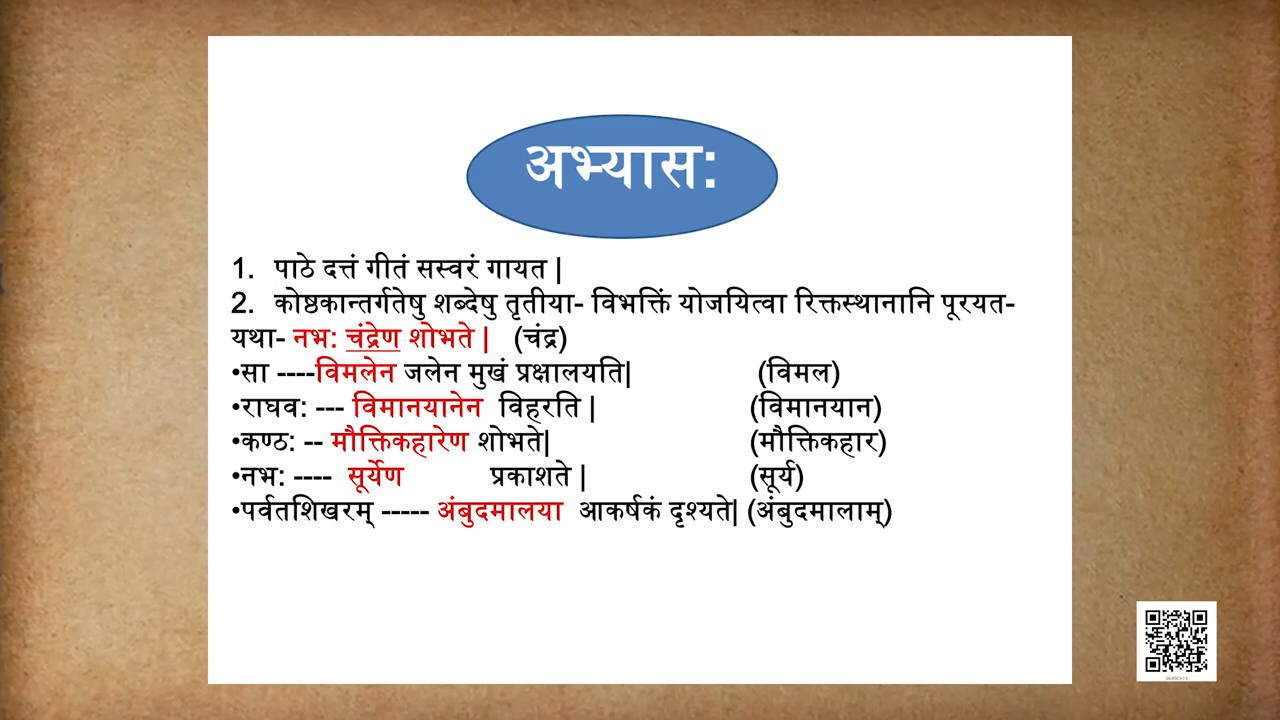 अभ्यास:
1. पाठे दत्तं गीतं सस्वरं गायत |
2. कोष्ठकान्तर्गतेषु शब्देषु तृतीया- विभक्तिं योजयित्वा रिक्तस्थानानि पूरयत-
यथा- नभ: चंद्रेण शोभते | (चंद्र)
•सा ----विमलेन जलेन मुखं प्रक्षालयति| (विमल)
•राघव: --- विमानयानेन विहरति | (विमानयान)
•कण्ठ: -- मौक्तिकहारेण शोभते| (मौक्तिकहार)
•नभ: ---- सूर्येण प्रकाशते | (सूर्य)
•पर्वतशिखरम् ----- अंबुदमालया आकर्षकं दृश्यते| (अंबुदमालाम्)